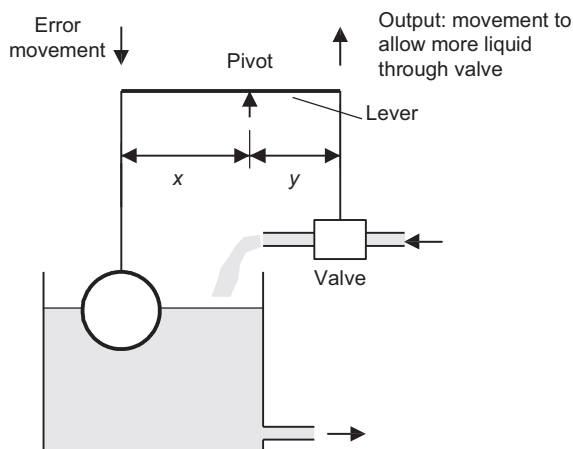 Error
movement
Output: movement to
allow more liquid
through valve
Pivot
Lever
x
y
Valve